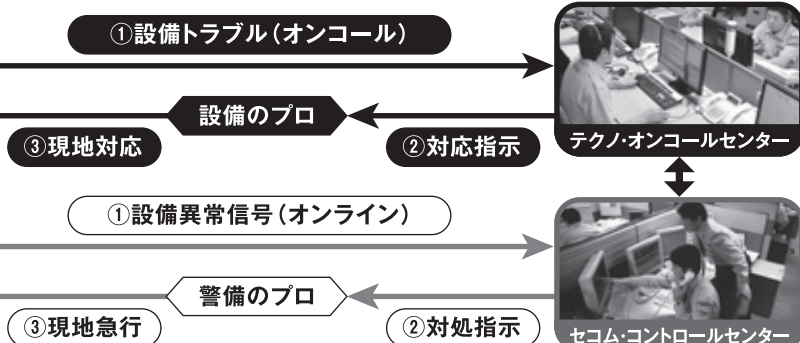 ①設備トラブル（オンコール）
設備のプロ
③現地対応
②対応指示
テクノ・オンコールセンター
①設備異常信号（オンライン）
警備のプロ
③現地急行
②対処指示
セコム・コントロールセンター